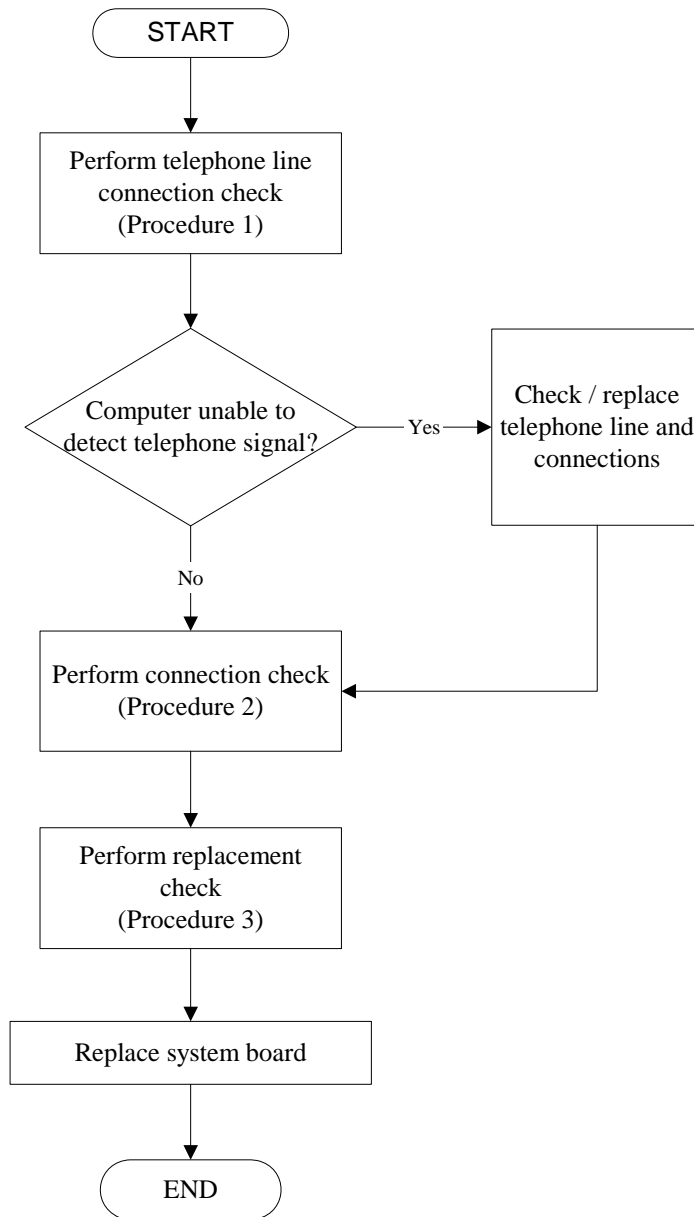 START
Perform telephone line
connection check
(Procedure 1)
Computer unable to
detect telephone signal?
Yes
Check / replace
telephone line and
connections
No
Perform connection check
(Procedure 2)
Perform replacement
check
(Procedure 3)
Replace system board
END